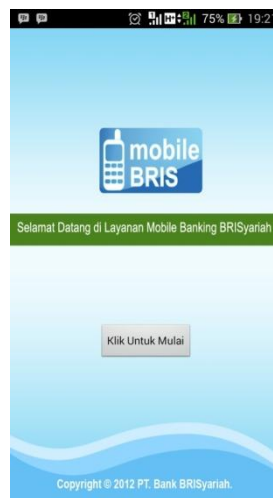 75% 19:21
mobile
BRIS
Selamat Datang di Layanan Mobile Banking BRISyariah
Klik Untuk Mulai
Copyright © 2012 PT. Bank BRISyariah.